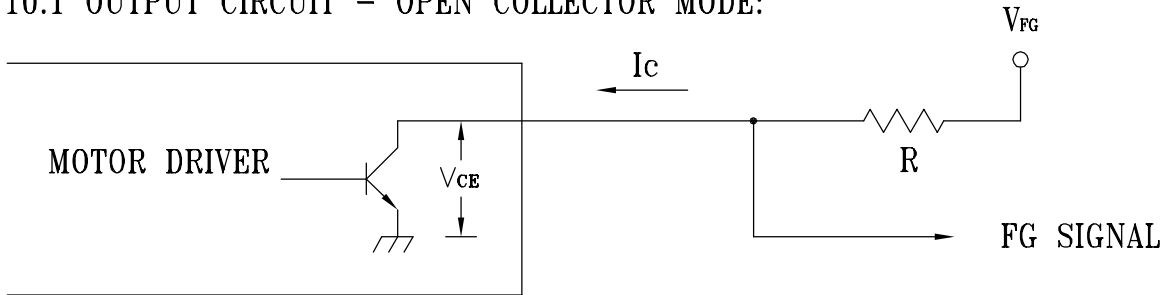 10.1 OUTPUT CIRCUIT – OPEN COLLECTOR MODE:
VFG
Ic
MOTOR DRIVER
VCE
R
FG SIGNAL